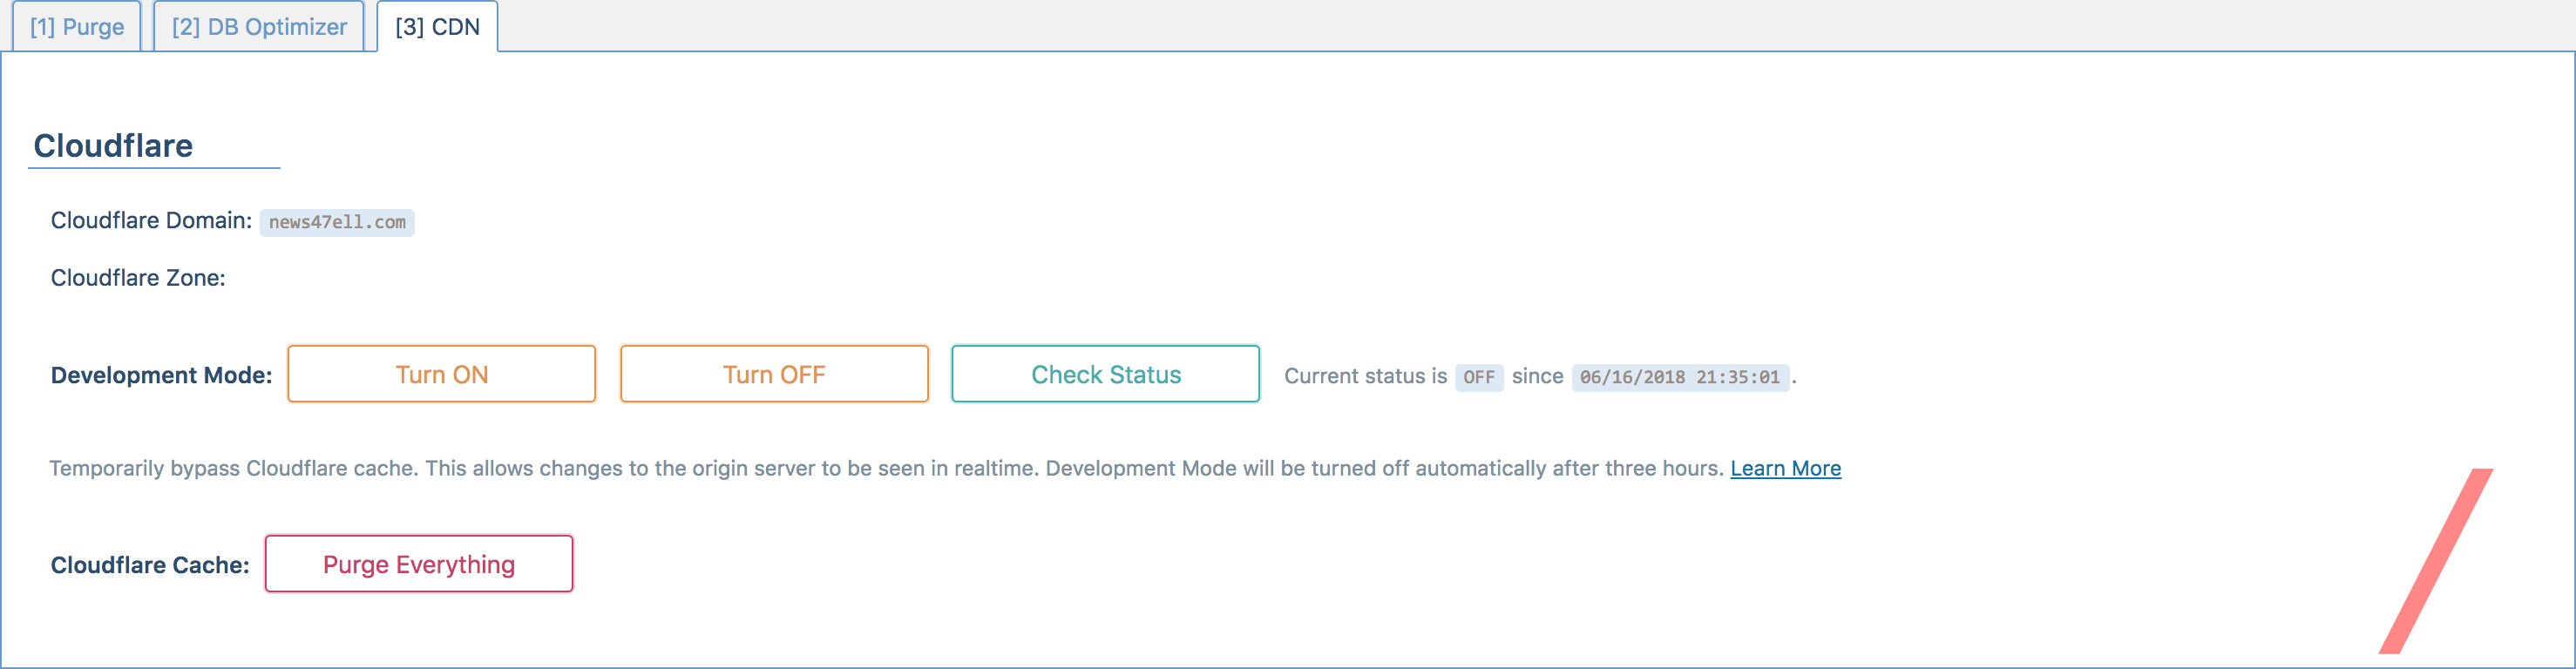 [1] Purge [2] DB Optimizer [3] CDN
Cloudflare
Cloudflare Domain: news47ell.com
Cloudflare Zone:
Development Mode: Turn ON Turn OFF Check Status Current status is OFF since 06/16/2018 21:35:01 .
Temporarily bypass Cloudflare cache. This allows changes to the origin server to be seen in realtime. Development Mode will be turned off automatically after three hours. Learn More
Cloudflare Cache: Purge Everything